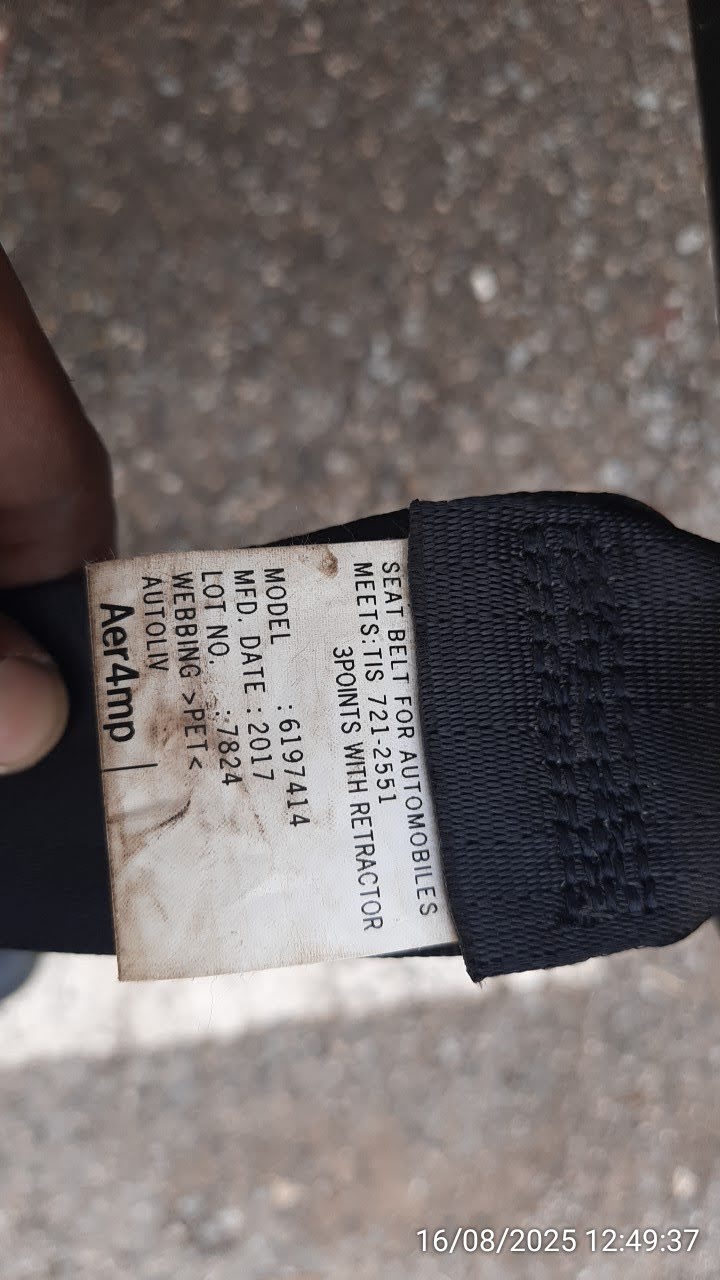 SEAT BELT FOR AUTOMOBILES
MEETS:TIS 721-2551
3POINTS WITH RETRACTOR
MODEL : 6197414
MFD. DATE : 2017
LOT NO. : 7824
WEBBING >PET<
AUTOLIV
Aer4mp
16/08/2025 12:49:37